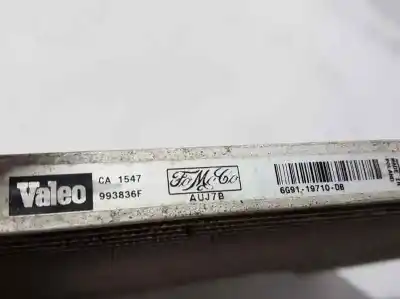 Valeo
CA 1547
993836F
FoMoCo
AUJ7B
6G91-19710-DB